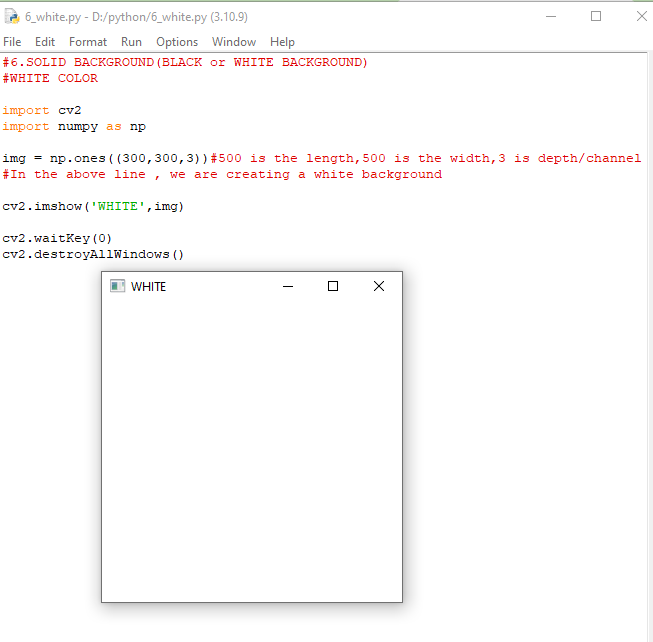 6_white.py - D:/python/6_white.py (3.10.9)
File Edit Format Run Options Window Help
#6.SOLID BACKGROUND(BLACK or WHITE BACKGROUND)
#WHITE COLOR
import cv2
import numpy as np
img = np.ones((300,300,3))#500 is the length,500 is the width,3 is depth/channel
#In the above line , we are creating a white background
cv2.imshow('WHITE',img)
cv2.waitKey(0)
cv2.destroyAllWindows()
WHITE